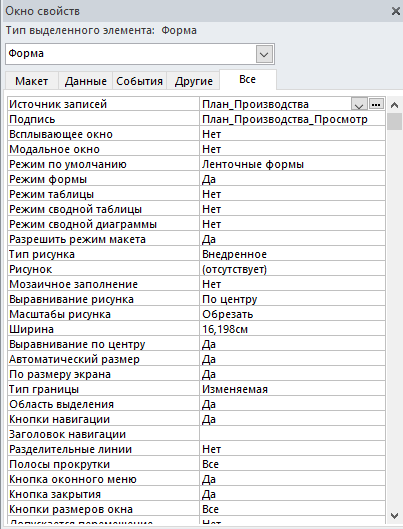 Окно свойств
Тип выделенного элемента: Форма
Форма
Макет Данные События Другие Все
Источник записей План_Производства
Подпись План_Производства_Просмотр
Всплывающее окно Нет
Модальное окно Нет
Режим по умолчанию Ленточные формы
Режим формы Да
Режим таблицы Нет
Режим сводной таблицы Нет
Режим сводной диаграммы Нет
Разрешить режим макета Да
Тип рисунка Внедренное
Рисунок (отсутствует)
Мозаичное заполнение Нет
Выравнивание рисунка По центру
Масштабы рисунка Обрезать
Ширина 16,198см
Выравнивание по центру Да
Автоматический размер Да
По размеру экрана Да
Тип границы Изменяемая
Область выделения Да
Кнопки навигации Да
Заголовок навигации
Разделительные линии Нет
Полосы прокрутки Все
Кнопка оконного меню Да
Кнопка закрытия Да
Кнопки размеров окна Все
Допускается перемещение Нет